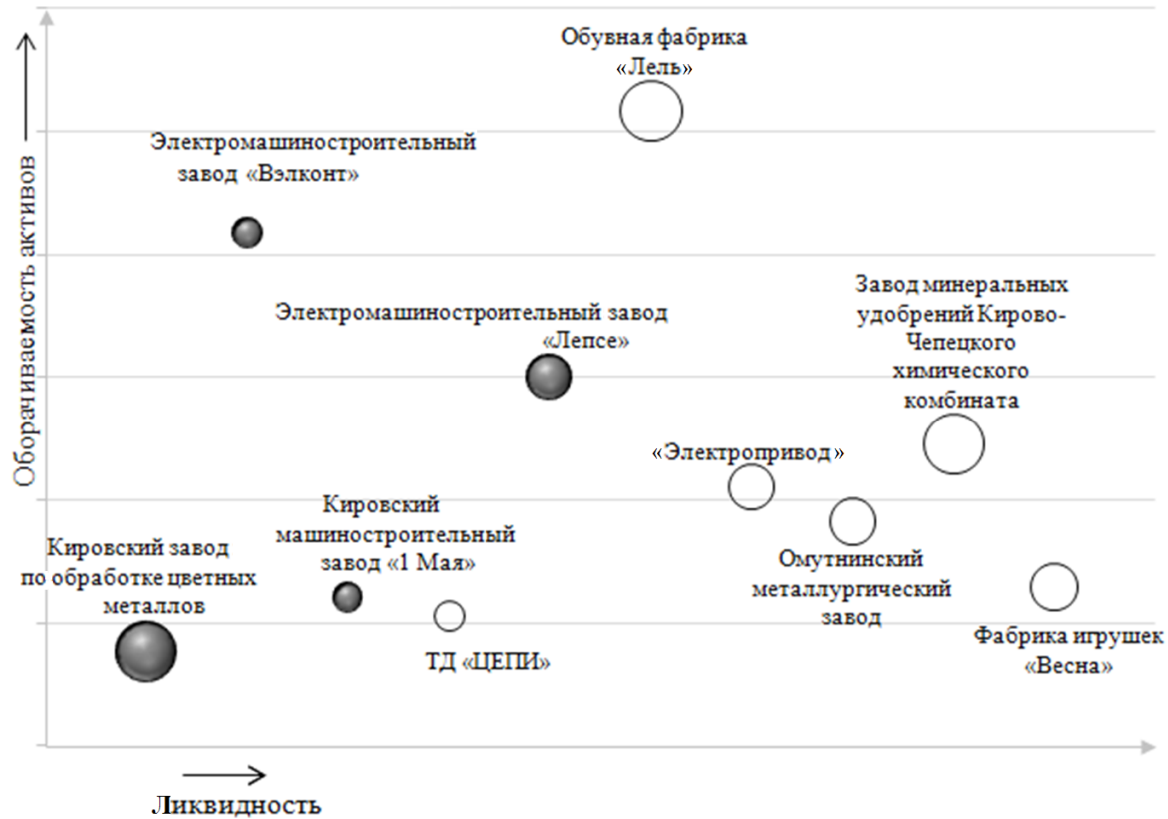 Обувная фабрика
«Лель»
Электромашиностроительный
завод «Вэлконт»
Оборачиваемость активов
Завод минеральных
удобрений Кирово-
Чепецкого
химического
комбината
Электромашиностроительный завод
«Лепсе»
«Электропривод»
Кировский
машиностроительный
завод «1 Мая»
Кировский завод
по обработке цветных
металлов
Омутнинский
металлургический
завод
ТД «ЦЕПИ»
Фабрика игрушек
«Весна»
Ликвидность